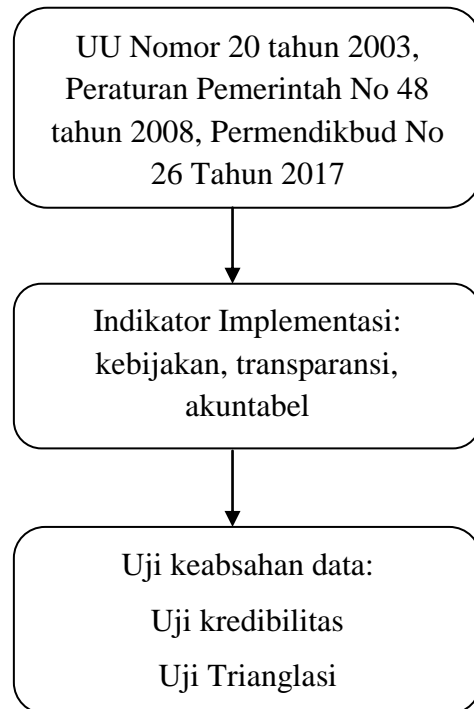 UU Nomor 20 tahun 2003,
Peraturan Pemerintah No 48
tahun 2008, Permendikbud No
26 Tahun 2017
Indikator Implementasi:
kebijakan, transparansi,
akuntabel
Uji keabsahan data:
Uji kredibilitas
Uji Trianglasi